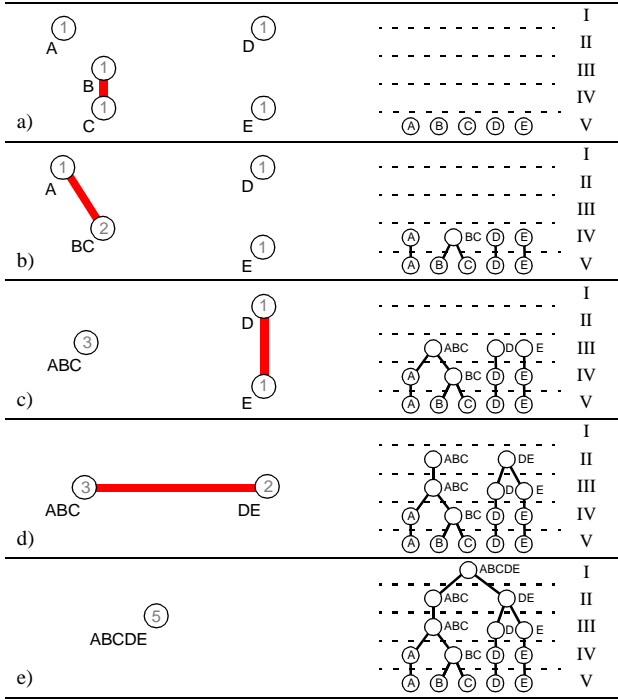 1 1 I
A D II
1 III
B
1 1 IV
C E
a) A B C D E V
1 1 I
A D II
2 III
BC
1 A BC D E IV
E
b) A B C D E V
1 I
D II
3 ABC D E III
ABC
1 A BC D E IV
E
c) A B C D E V
I
ABC DE II
3 2 ABC D E III
ABC DE
A BC D E IV
d) A B C D E V
ABCDE I
5 ABC DE II
ABCDE ABC D E III
A BC D E IV
e) A B C D E V